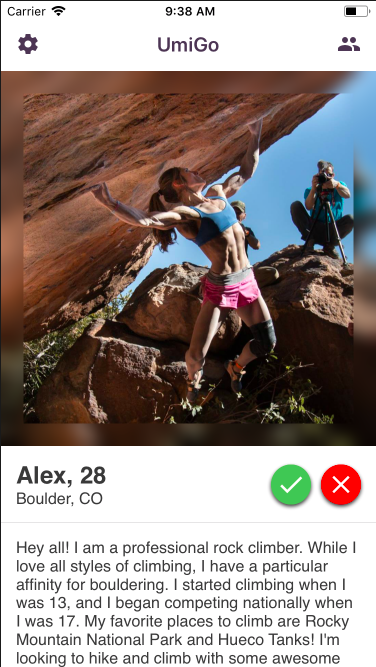 Carrier 9:38 AM
UmiGo
Alex, 28
Boulder, CO
Hey all! I am a professional rock climber. While I
love all styles of climbing, I have a particular
affinity for bouldering. I started climbing when I
was 13, and I began competing nationally when
I was 17. My favorite places to climb are Rocky
Mountain National Park and Hueco Tanks! I'm
looking to hike and climb with some awesome